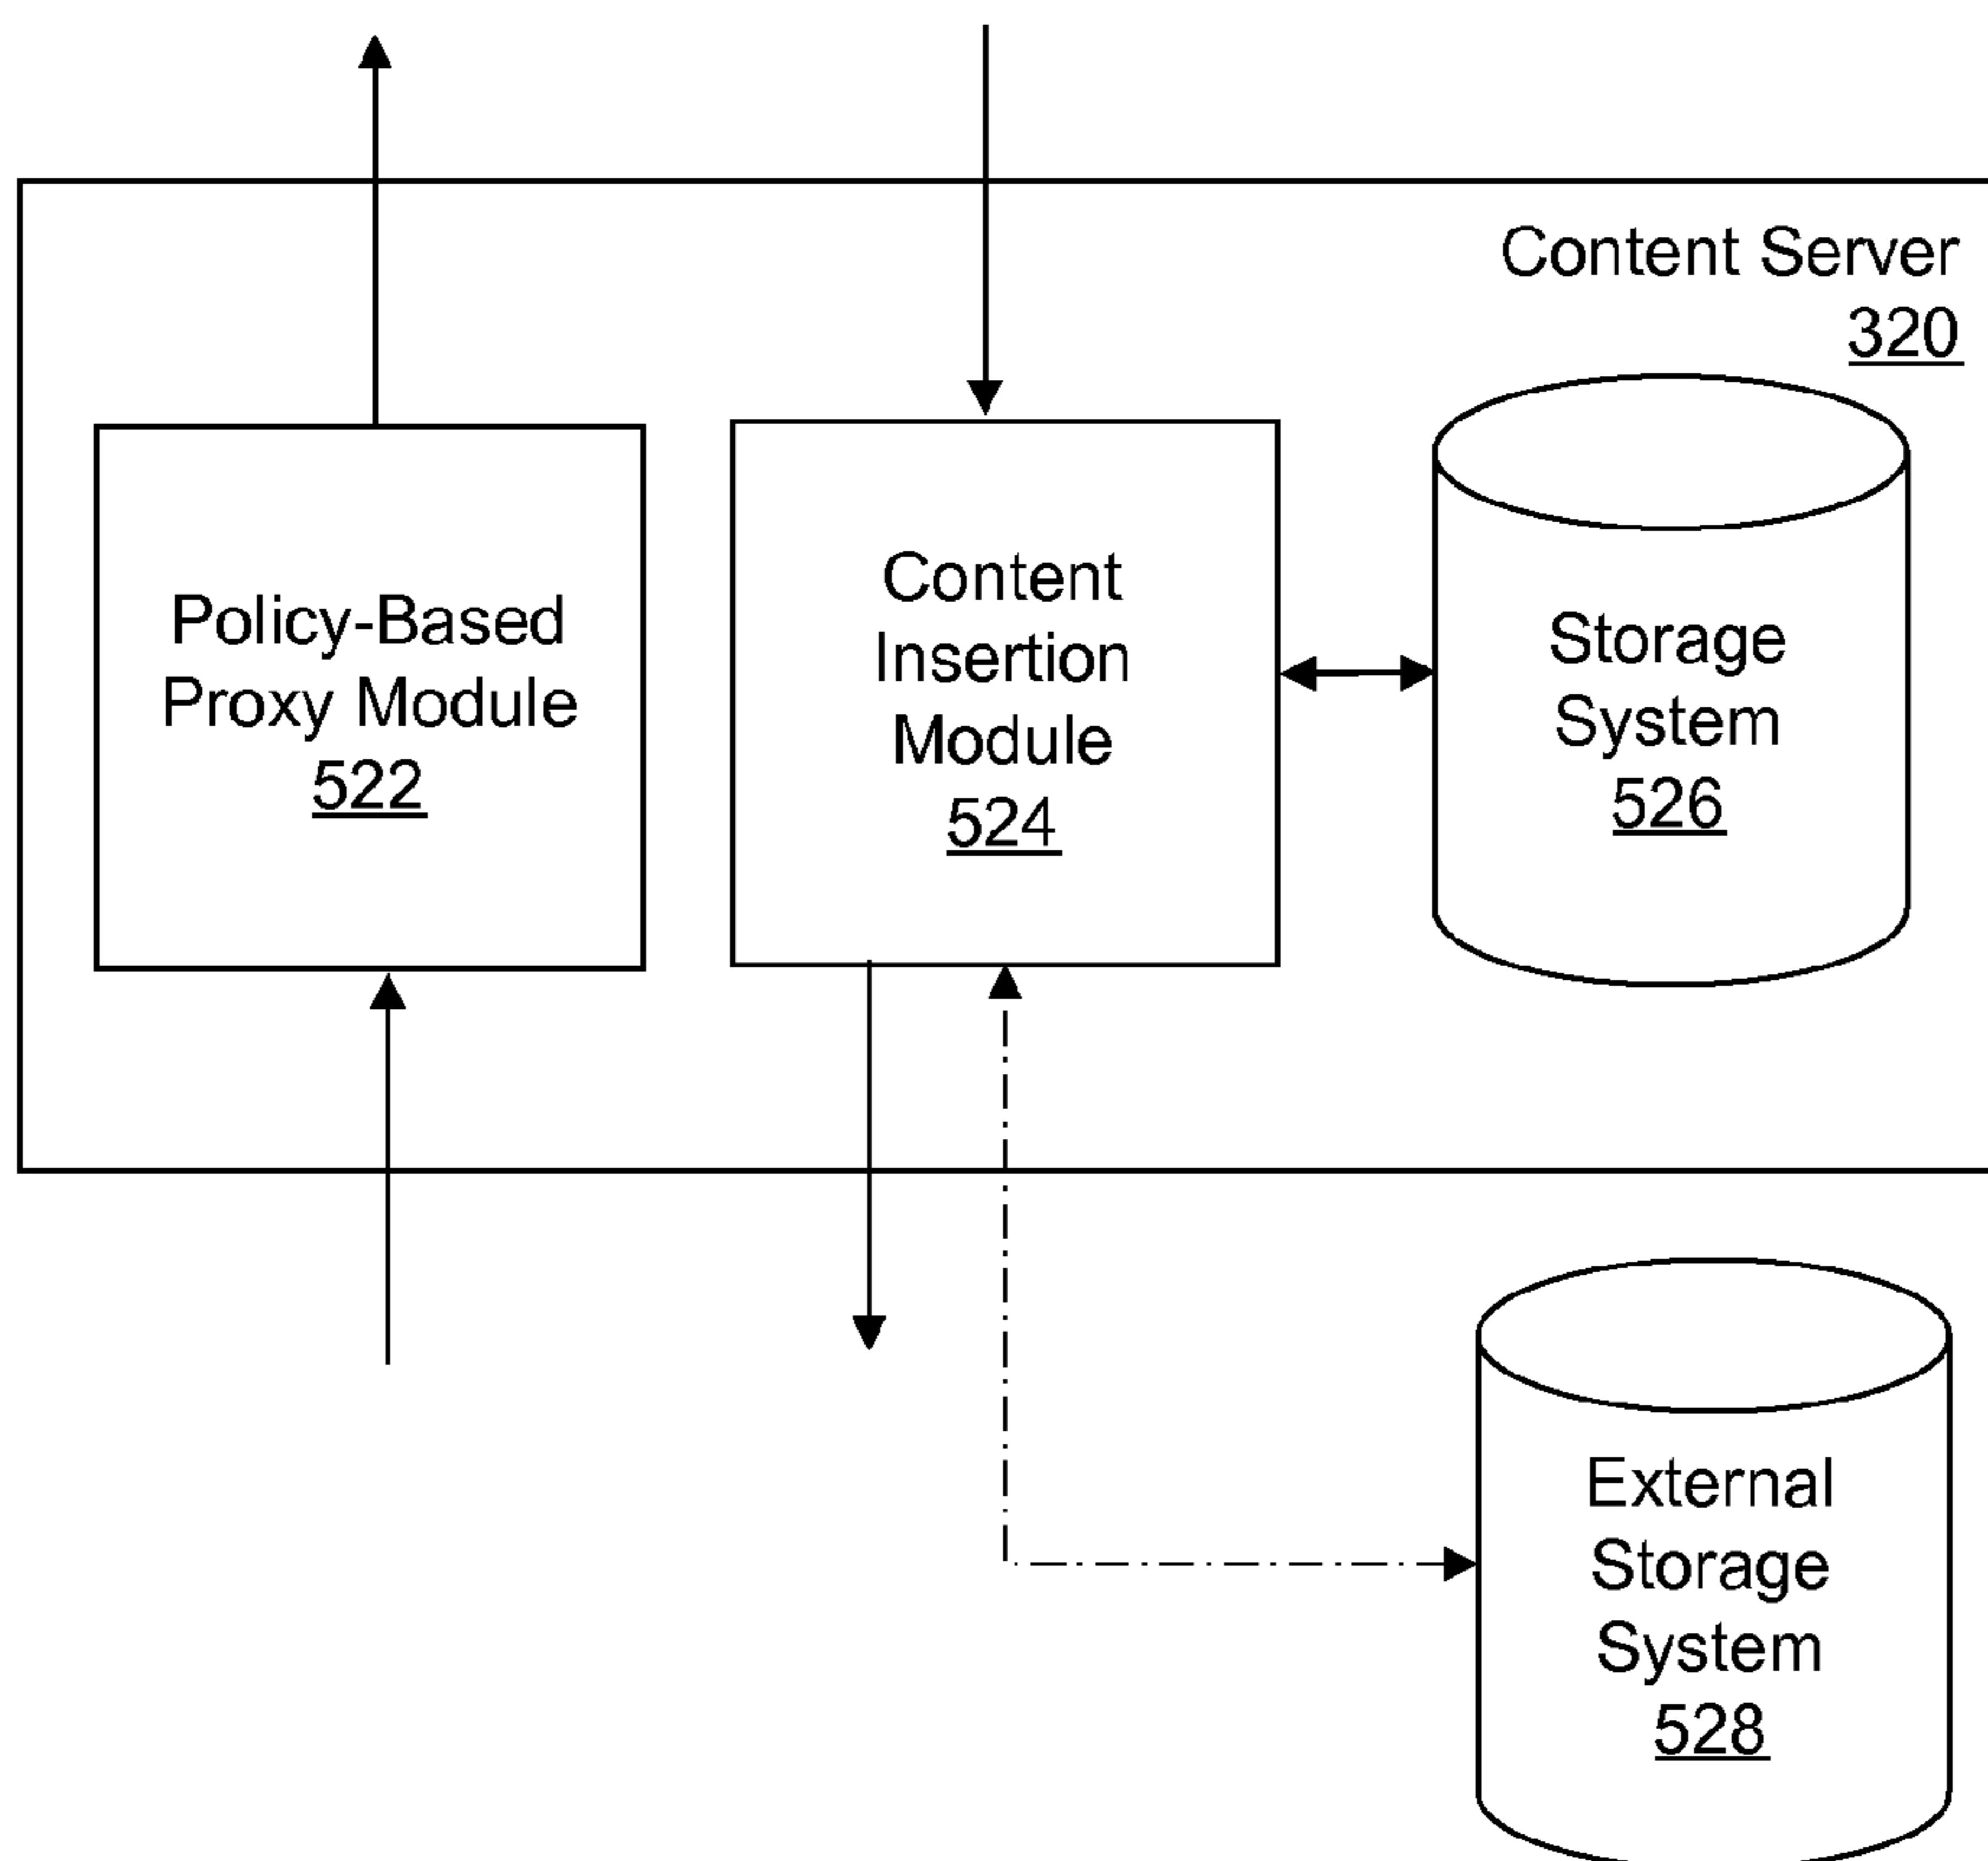 Content Server
320
Policy-Based
Proxy Module
522
Content
Insertion
Module
524
Storage
System
526
External
Storage
System
528